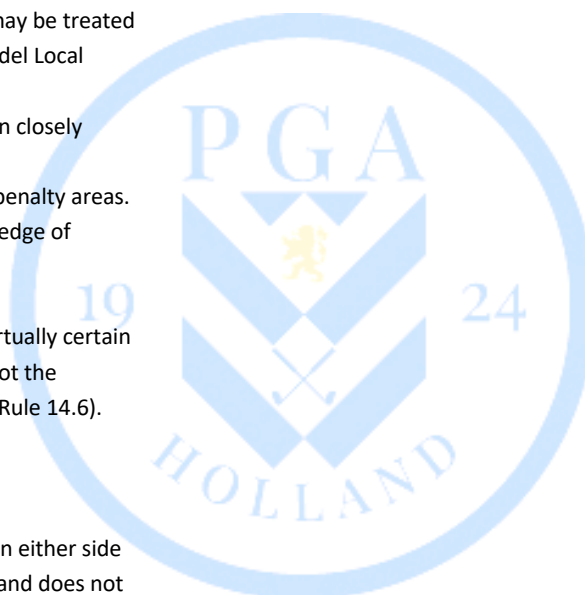 may be treated
del Local
n closely
penalty areas.
edge of
rtually certain
ot the
Rule 14.6).
n either side
and does not
PGA
19 24
HOLLAND